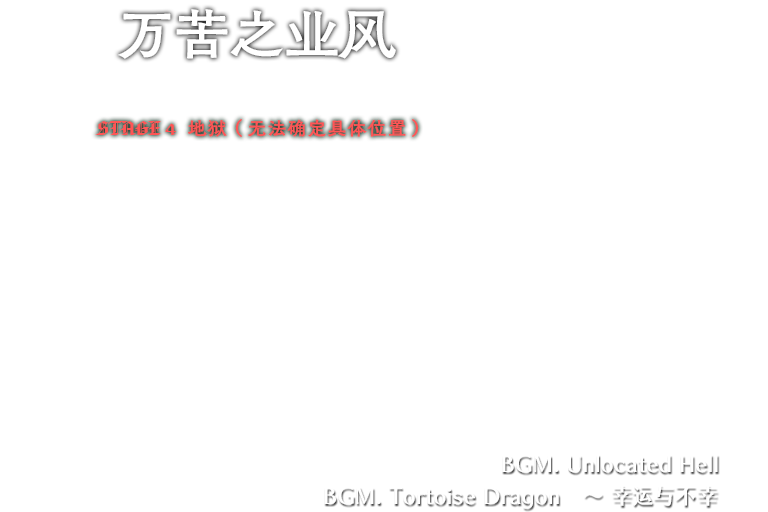 万苦之业风
STAGE 4 地狱（无法确定具体位置）
BGM. Unlocated Hell
BGM. Tortoise Dragon ～ 幸运与不幸